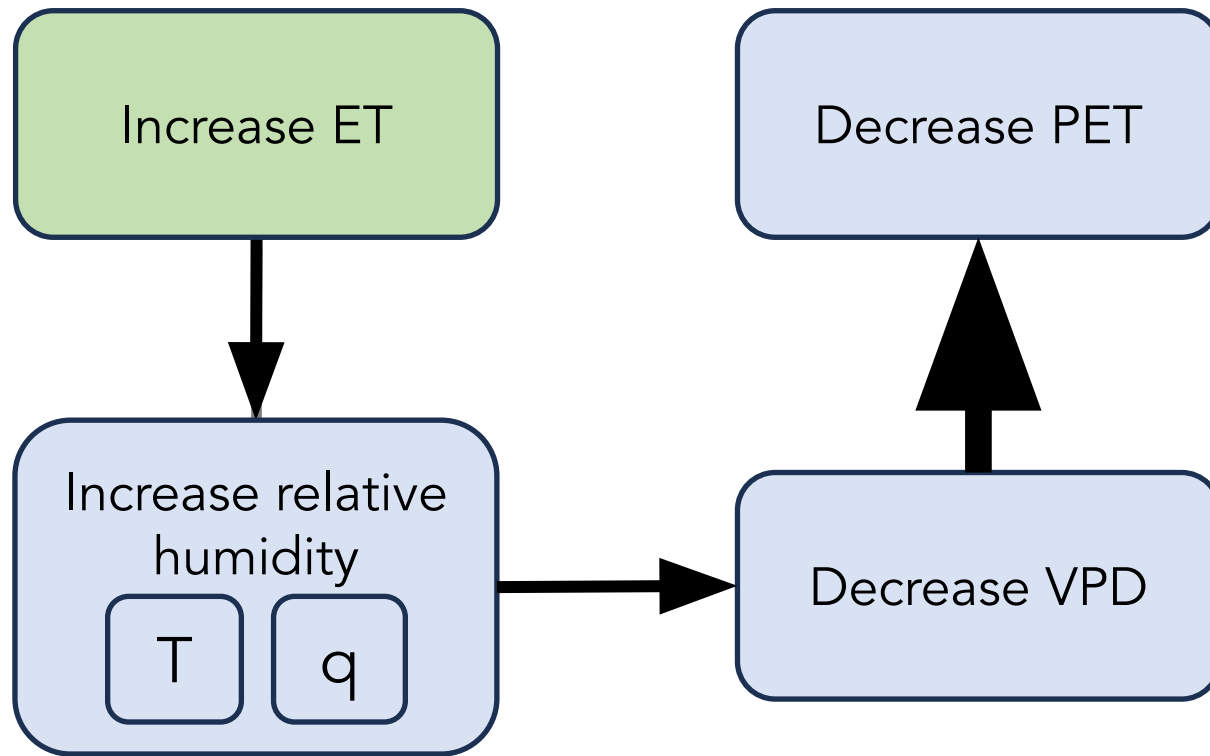 Increase ET
Decrease PET
Increase relative
humidity
T
q
Decrease VPD